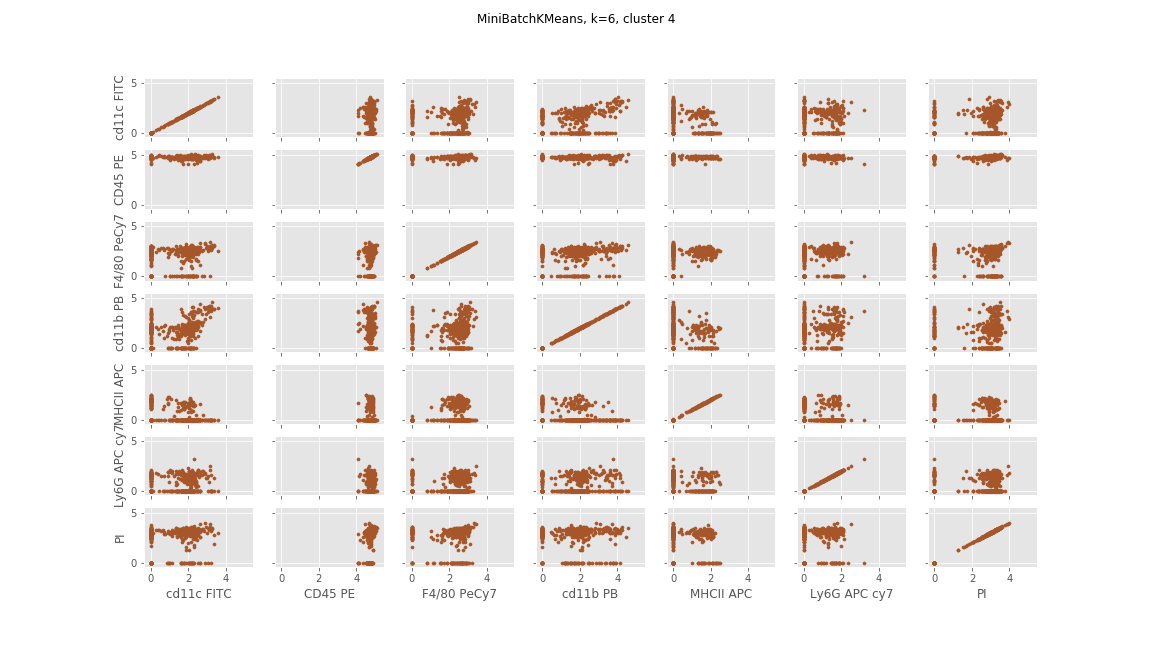 MiniBatchKMeans, k=6, cluster 4
cd11c FITC
5
0
CD45 PE
5
0
F4/80 PeCy7
5
0
cd11b PB
5
0
MHCII APC
5
0
Ly6G APC cy7
5
0
PI
5
0
0 2 4 0 2 4 0 2 4 0 2 4 0 2 4 0 2 4 0 2 4
cd11c FITC CD45 PE F4/80 PeCy7 cd11b PB MHCII APC Ly6G APC cy7 PI